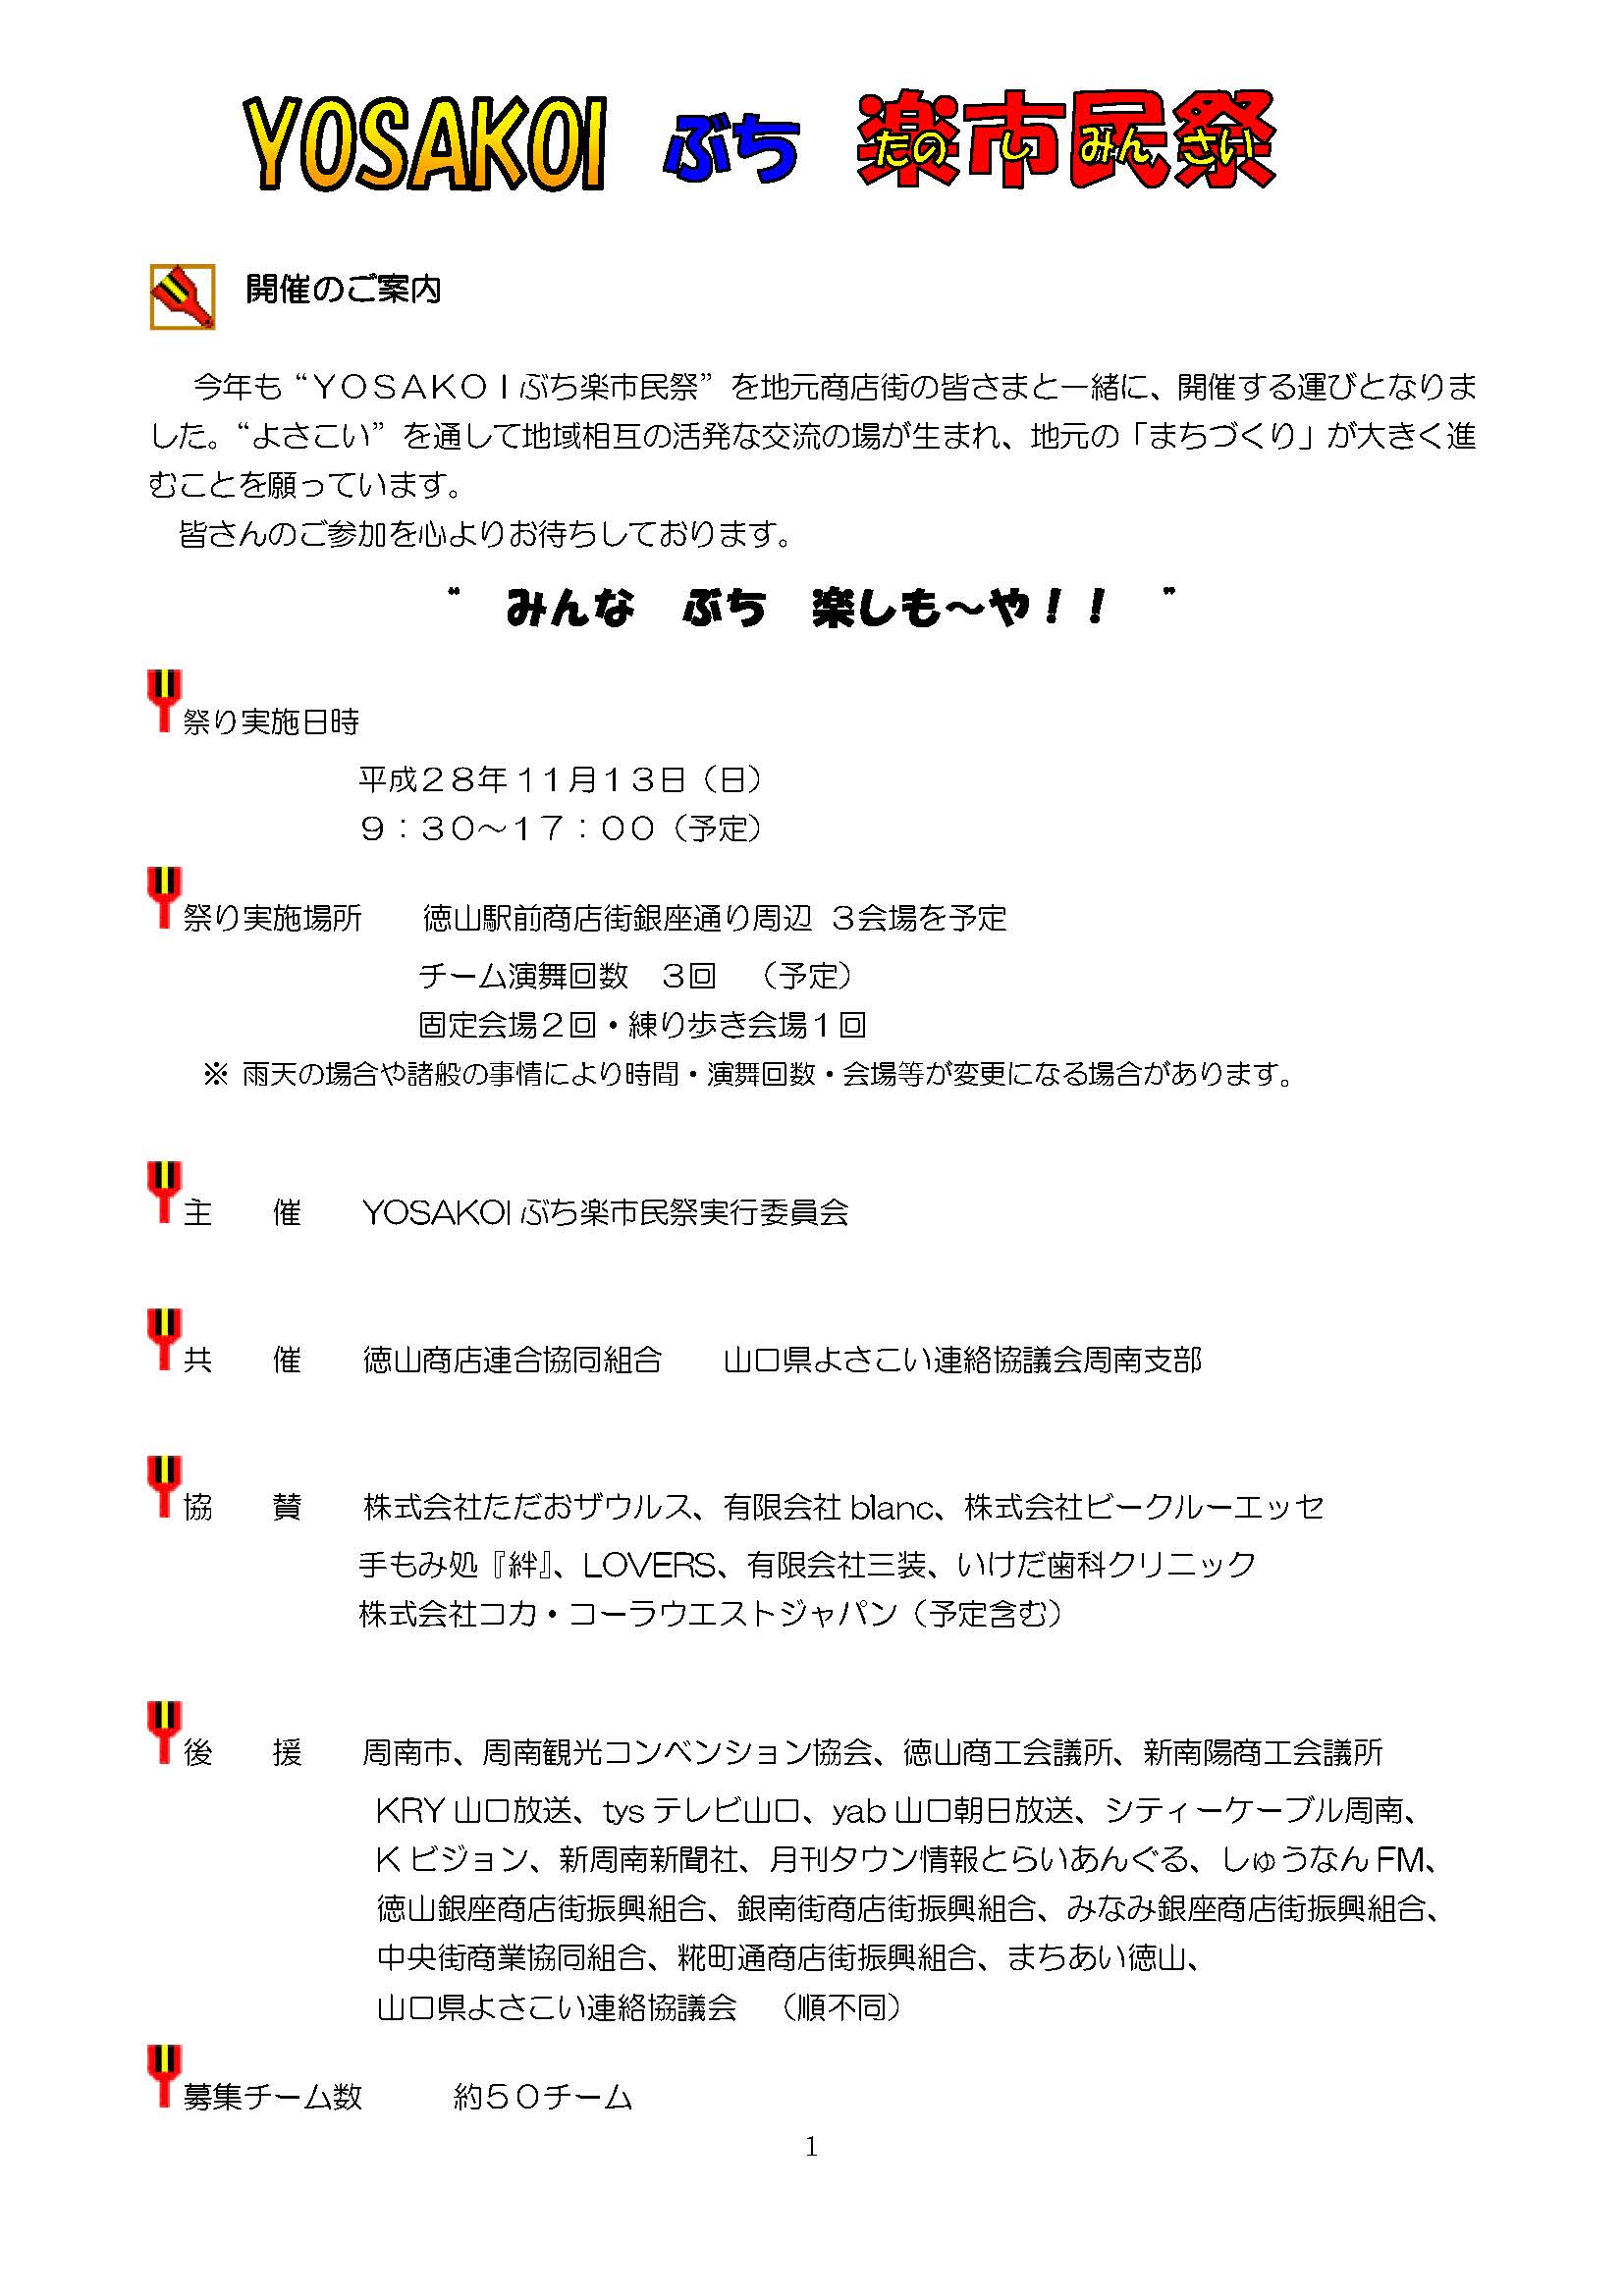 YOSAKOI ぶち 楽市民祭
たの し みん さい
開催のご案内
今年も“ＹＯＳＡＫＯＩぶち楽市民祭”を地元商店街の皆さまと一緒に、開催する運びとなりま
した。“よさこい”を通して地域相互の活発な交流の場が生まれ、地元の「まちづくり」が大きく進
むことを願っています。
皆さんのご参加を心よりお待ちしております。
“　みんな　ぶち　楽しも～や！！　”
祭り実施日時
平成２８年１１月１３日（日）
９：３０～１７：００（予定）
祭り実施場所　　徳山駅前商店街銀座通り周辺 ３会場を予定
チーム演舞回数　３回　（予定）
固定会場２回・練り歩き会場１回
※ 雨天の場合や諸般の事情により時間・演舞回数・会場等が変更になる場合があります。
主　　催　　YOSAKOI ぶち楽市民祭実行委員会
共　　催　　徳山商店連合協同組合　　山口県よさこい連絡協議会周南支部
協　　賛　　株式会社ただおザウルス、有限会社 blanc、株式会社ビークルーエッセ
手もみ処『絆』、LOVERS、有限会社三装、いけだ歯科クリニック
株式会社コカ・コーラウエストジャパン（予定含む）
後　　援　　周南市、周南観光コンベンション協会、徳山商工会議所、新南陽商工会議所
KRY 山口放送、tys テレビ山口、yab 山口朝日放送、シティーケーブル周南、
K ビジョン、新周南新聞社、月刊タウン情報とらいあんぐる、しゅうなん FM、
徳山銀座商店街振興組合、銀南街商店街振興組合、みなみ銀座商店街振興組合、
中央街商業協同組合、糀町通商店街振興組合、まちあい徳山、
山口県よさこい連絡協議会　（順不同）
募集チーム数　　　約５０チーム
1